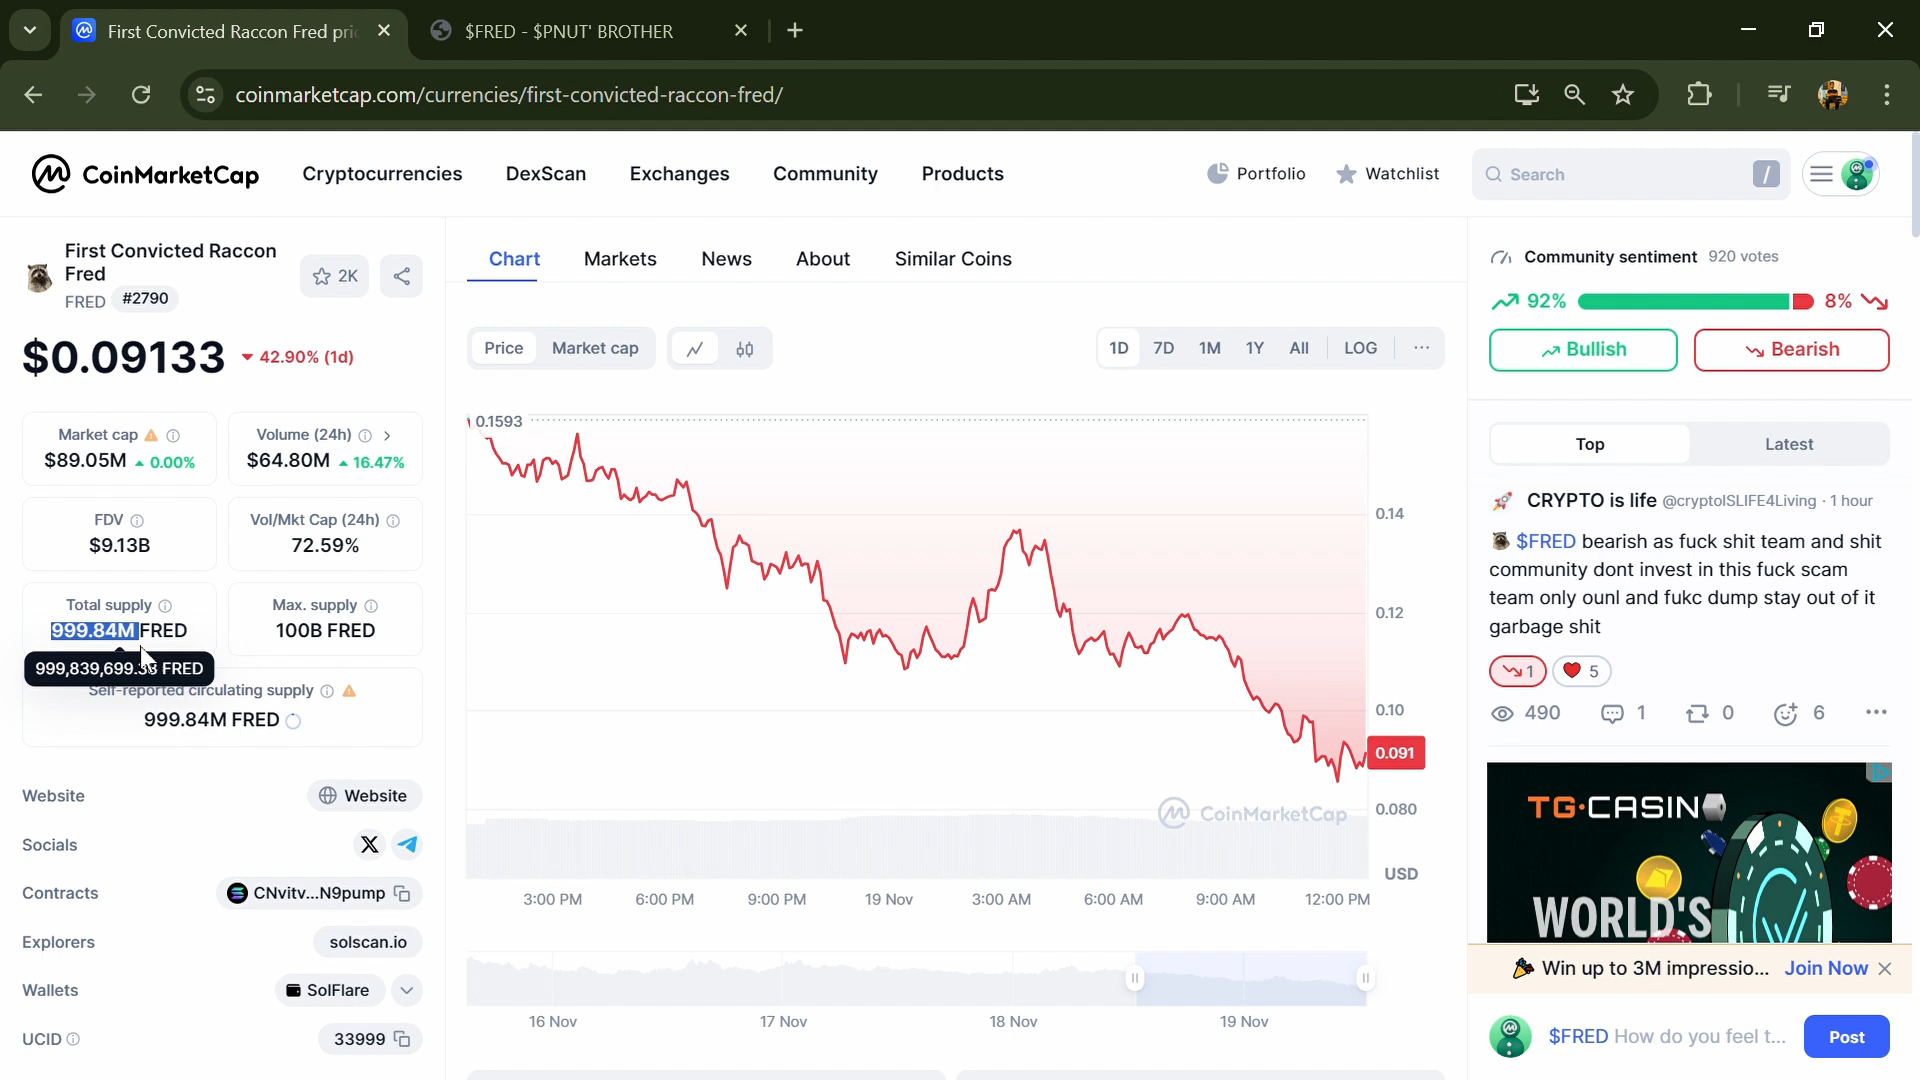 First Convicted Raccoon Fred pri
$FRED - $PNUT' BROTHER
coinmarketcap.com/currencies/first-convicted-raccoon-fred/
CoinMarketCap
Cryptocurrencies
DexScan
Exchanges
Community
Products
Portfolio
Watchlist
Search
/
First Convicted Raccon
Fred
FRED #2790
2K
$0.09133
42.90% (1d)
Market cap
$89.05M 0.00%
Volume (24h)
$64.80M 16.47%
FDV
$9.13B
Vol/Mkt Cap (24h)
72.59%
Total supply
999.84M FRED
Max. supply
100B FRED
999,839,699. FRED
Self-reported circulating supply
999.84M FRED
Website
Website
Socials
Contracts
CNvitv...N9pump
Explorers
solscan.io
Wallets
SolFlare
UCID
33999
Chart
Markets
News
About
Similar Coins
Price
Market cap
1D
7D
1M
1Y
All
LOG
0.1593
0.14
0.12
0.10
0.091
0.080
CoinMarketCap
USD
3:00 PM
6:00 PM
9:00 PM
19 Nov
3:00 AM
6:00 AM
9:00 AM
12:00 PM
16 Nov
17 Nov
18 Nov
19 Nov
Community sentiment 920 votes
92%
8%
Bullish
Bearish
Top
Latest
CRYPTO is life @cryptoISLIFE4Living · 1 hour
$FRED bearish as fuck shit team and shit
community dont invest in this fuck scam
team only ounl and fukc dump stay out of it
garbage shit
1
5
490
1
0
6
TG·CASINO
WORLD'S
Win up to 3M impressio...
Join Now
$FRED How do you feel t...
Post